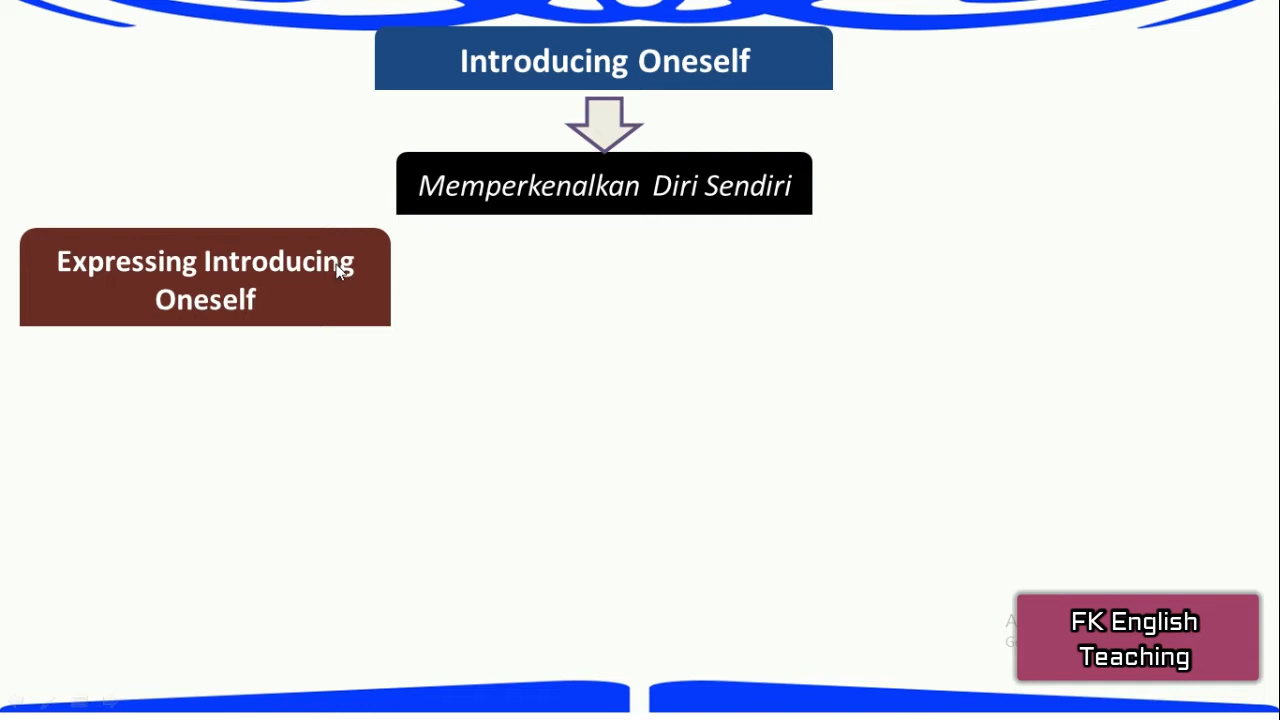 Introducing Oneself
Memperkenalkan Diri Sendiri
Expressing Introducing
Oneself
FK English
Teaching